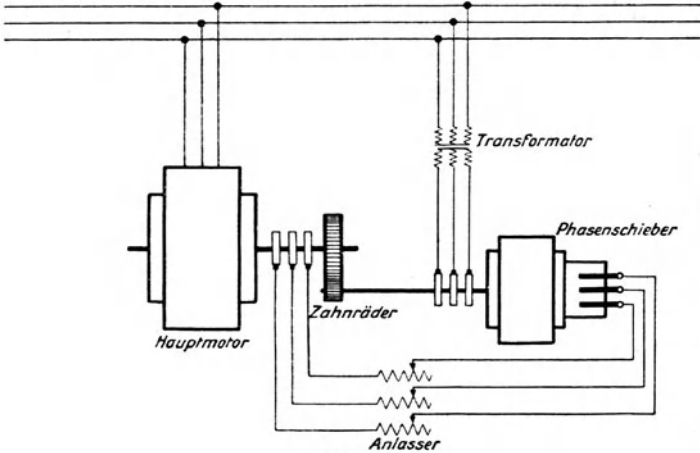 Transformator
Phasenschieber
Zahnräder
Hauptmotor
Anlasser